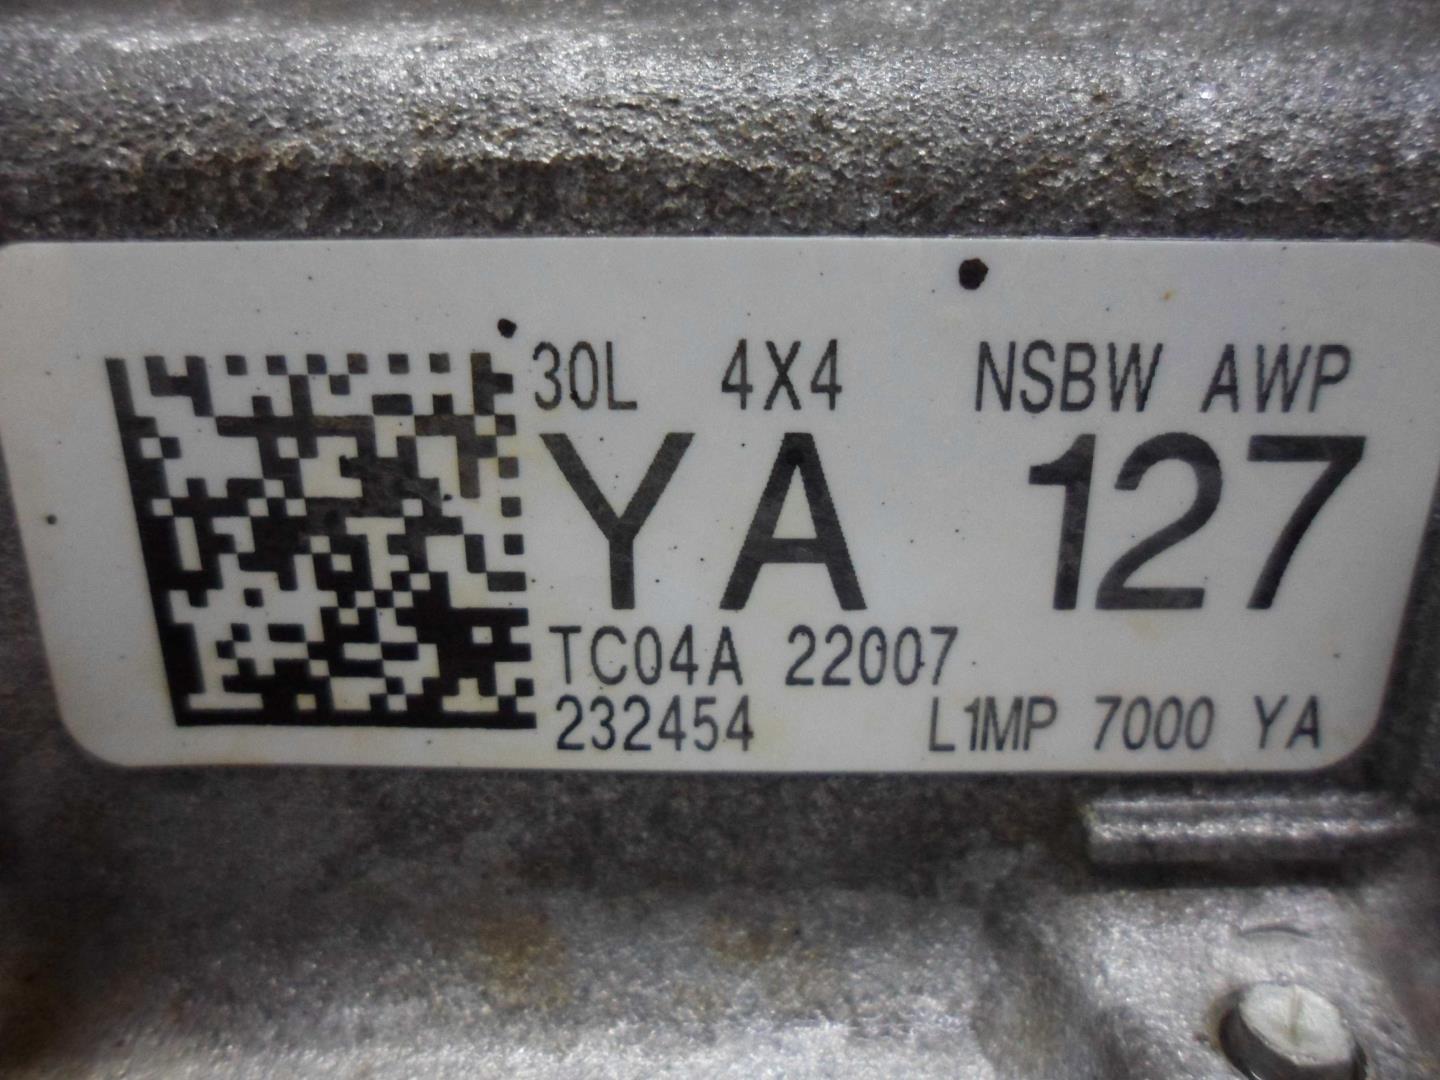 30L 4X4 NSBW AWP
YA 127
TC04A 22007
232454 L1MP 7000 YA